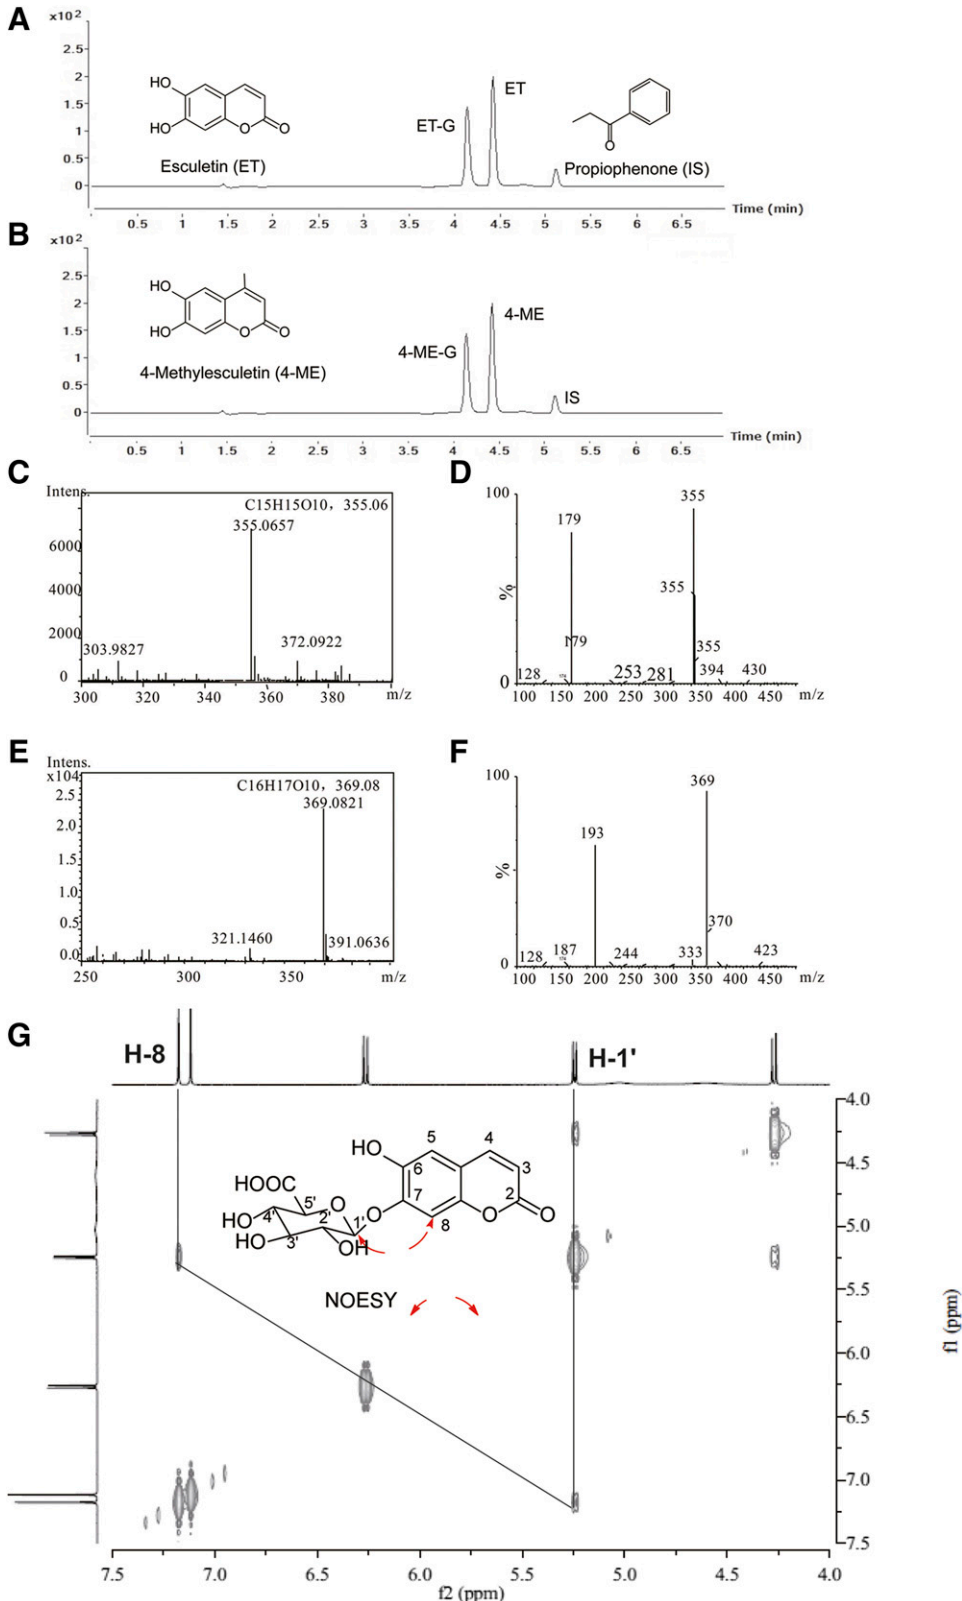 A
x10²
2.5
2
1.5
1
0.5
0
HO
HO
O
O
Esculetin (ET)
ET-G
ET
O
Propiophenone (IS)
0.5 1 1.5 2 2.5 3 3.5 4 4.5 5 5.5 6 6.5
Time (min)
B
x10²
2.5
2
1.5
1
0.5
0
HO
HO
O
O
4-Methylesculetin (4-ME)
4-ME-G
4-ME
IS
0.5 1 1.5 2 2.5 3 3.5 4 4.5 5 5.5 6 6.5
Time (min)
C
Intens.
6000
4000
2000
0
C15H15O10, 355.06
355.0657
303.9827
372.0922
300 320 340 360 380 m/z
D
100
%
0
179
179
355
355
355
128
253
281
394
430
100 150 200 250 300 350 400 450 m/z
E
Intens.
x10⁴
2.5
2.0
1.5
1.0
0.5
0.0
C16H17O10, 369.08
369.0821
321.1460
391.0636
250 300 350 m/z
F
100
%
0
193
369
370
128
187
244
333
423
100 150 200 250 300 350 400 450 m/z
G
H-8
H-1'
HO
HOOC
HO
HO
OH
O
O
O
O
1'
2'
3'
4'
5'
2
3
4
5
6
7
8
NOESY
4.0
4.5
5.0
5.5
6.0
6.5
7.0
7.5
f1 (ppm)
7.5 7.0 6.5 6.0 5.5 5.0 4.5 4.0
f2 (ppm)